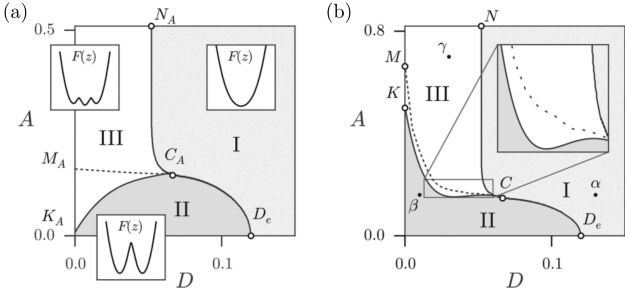 (a)
N_A
0.5
F(z)
F(z)
A
III
I
M_A
C_A
K_A
II
F(z)
D_e
0.0
0.0
0.1
D
(b)
N
0.8
γ
M
K
III
A
C
I
α
β
II
D_e
0.0
0.0
0.1
D